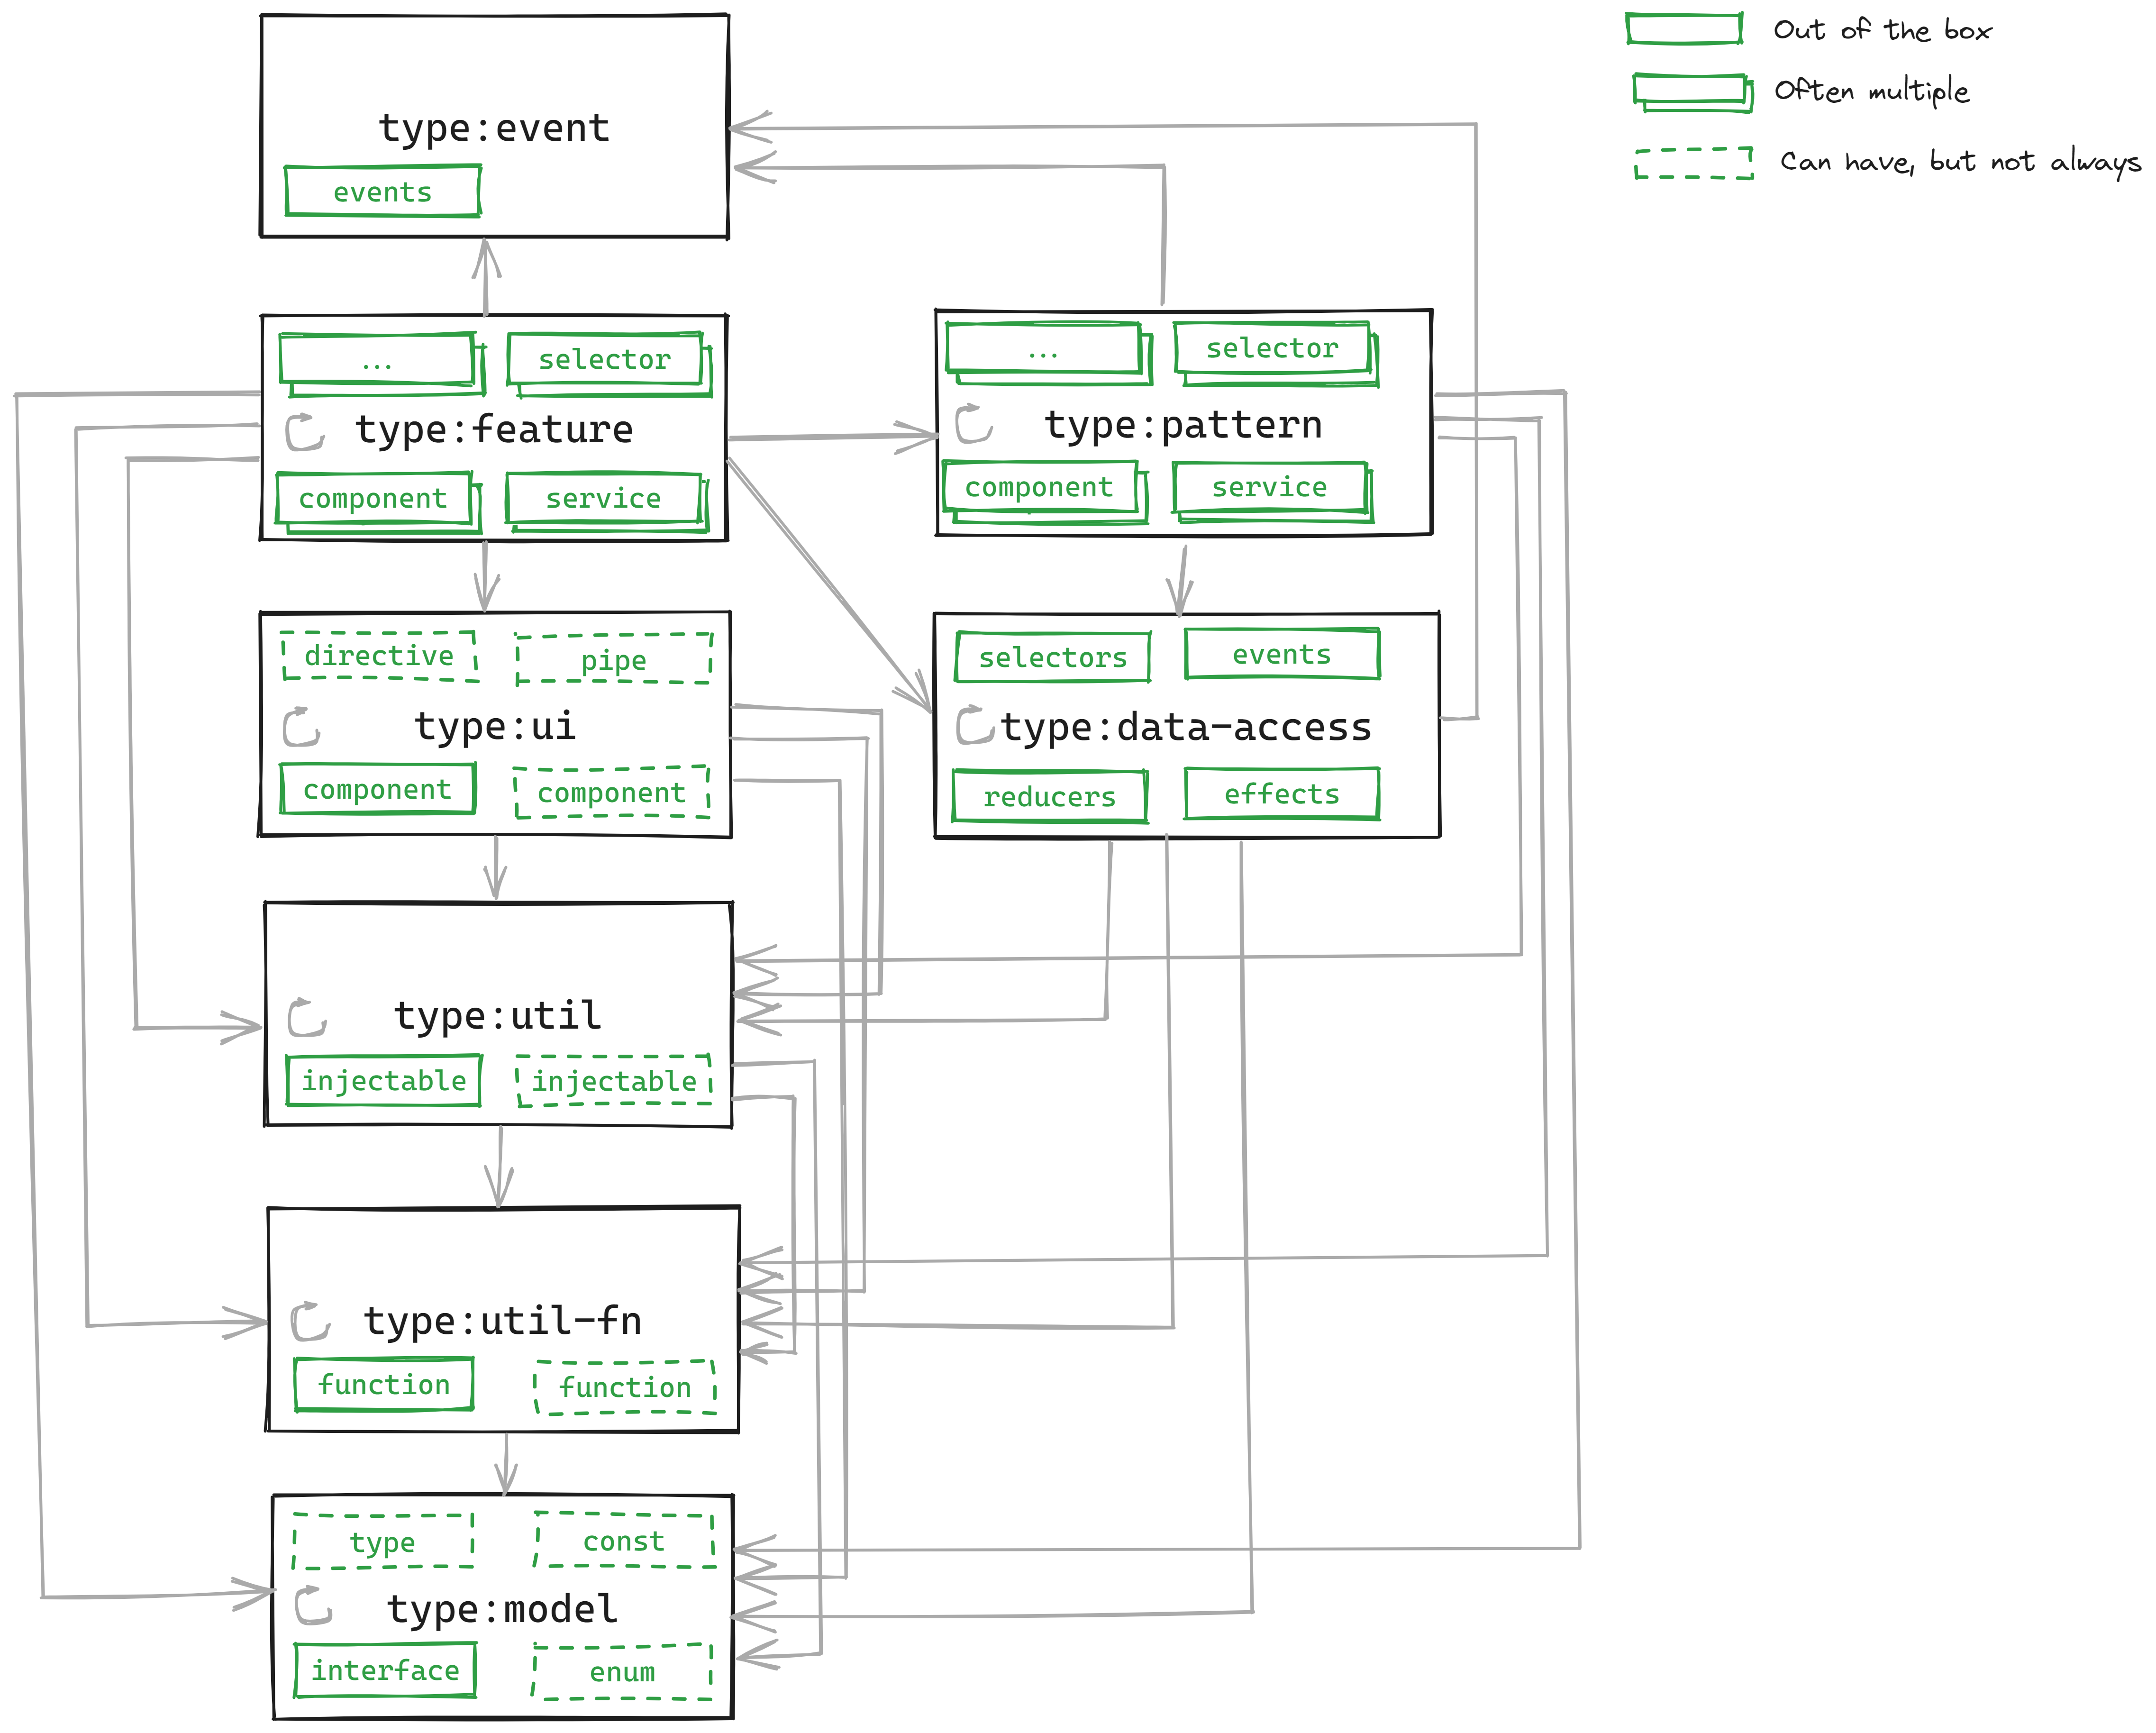 Out of the box
Often multiple
Can have, but not always
type:event
events
... selector
type:feature
component service
... selector
type:pattern
component service
directive pipe
type:ui
component component
selectors events
type:data-access
reducers effects
type:util
injectable injectable
type:util-fn
function function
type const
type:model
interface enum